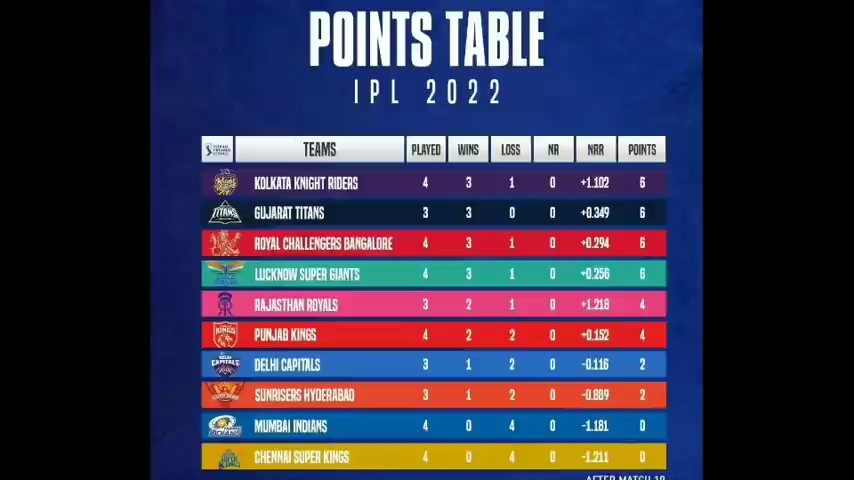 POINTS TABLE
IPL 2022
TEAMS PLAYED WINS LOSS NR NRR POINTS
KOLKATA KNIGHT RIDERS 4 3 1 0 +1.102 6
TITANS GUJARAT TITANS 3 3 0 0 +0.349 6
ROYAL CHALLENGERS BANGALORE 4 3 1 0 +0.294 6
LUCKNOW SUPER GIANTS 4 3 1 0 +0.256 6
RAJASTHAN ROYALS 3 2 1 0 +1.218 4
KINGS PUNJAB KINGS 4 2 2 0 +0.152 4
CAPITALS DELHI CAPITALS 3 1 2 0 -0.116 2
SUNRISERS HYDERABAD 3 1 2 0 -0.889 2
MUMBAI INDIANS 4 0 4 0 -1.181 0
CHENNAI SUPER KINGS 4 0 4 0 -1.211 0
AFTER MATCH